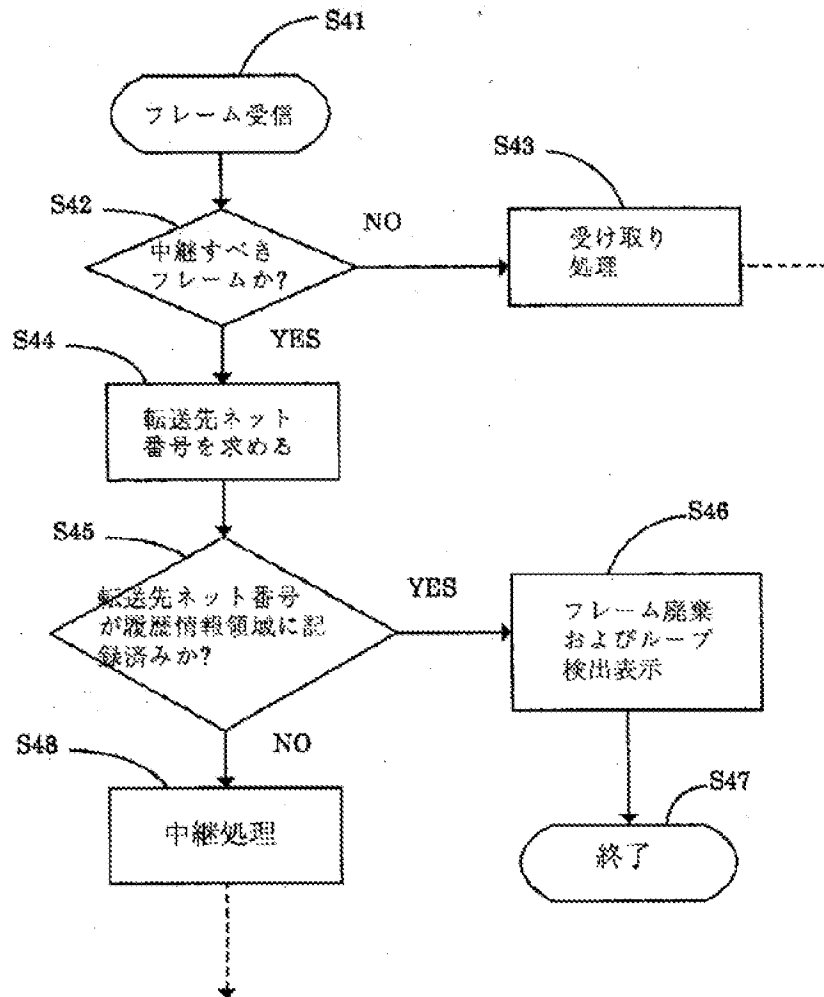 S41
フレーム受信
S42
中継すべき
フレームか?
NO
S43
受け取り
処理
YES
S44
転送先ネット
番号を求める
S45
転送先ネット番号
が履歴情報領域に記
録済みか?
YES
S46
フレーム廃棄
およびループ
検出表示
NO
S48
中継処理
S47
終了